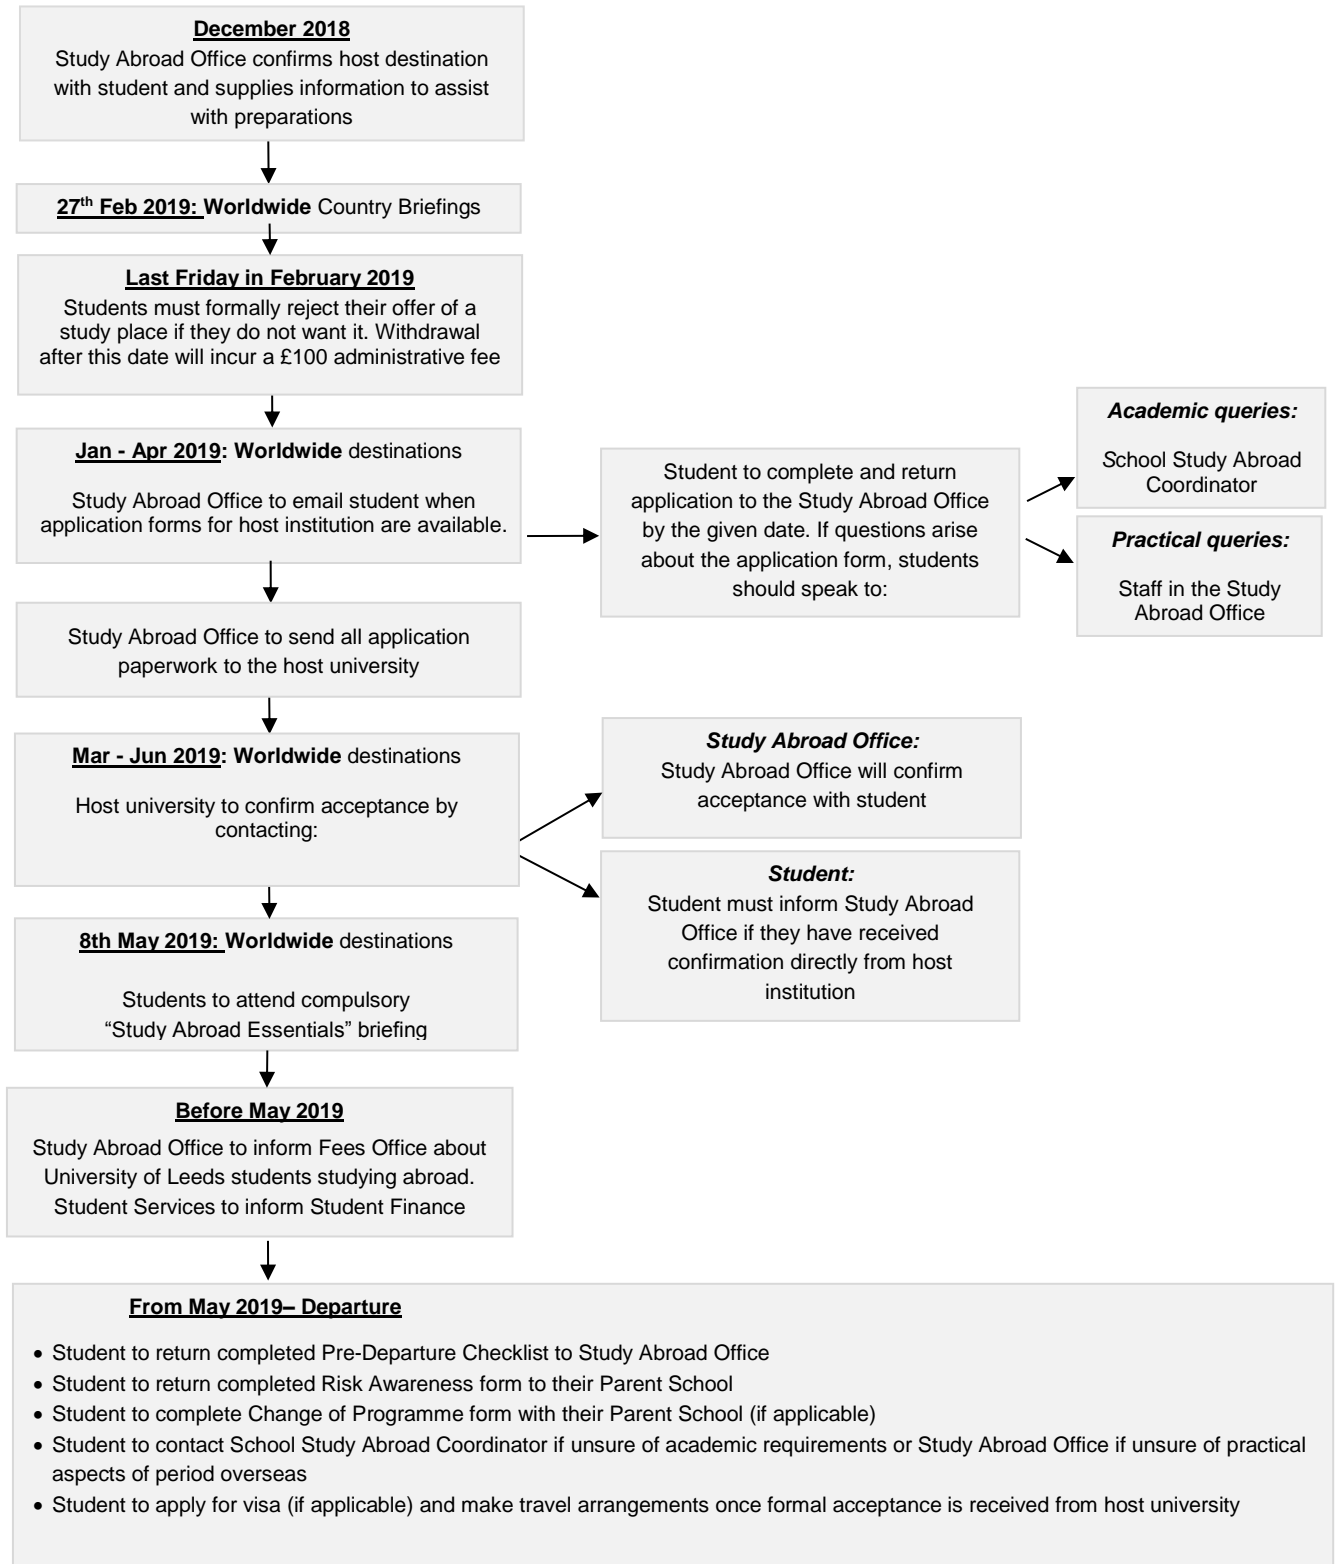 December 2018
Study Abroad Office confirms host destination
with student and supplies information to assist
with preparations
27th Feb 2019: Worldwide Country Briefings
Last Friday in February 2019
Students must formally reject their offer of a
study place if they do not want it. Withdrawal
after this date will incur a £100 administrative fee
Jan - Apr 2019: Worldwide destinations
Study Abroad Office to email student when
application forms for host institution are available.
Student to complete and return
application to the Study Abroad Office
by the given date. If questions arise
about the application form, students
should speak to:
Academic queries:
School Study Abroad
Coordinator
Practical queries:
Staff in the Study
Abroad Office
Study Abroad Office to send all application
paperwork to the host university
Mar - Jun 2019: Worldwide destinations
Host university to confirm acceptance by
contacting:
Study Abroad Office:
Study Abroad Office will confirm
acceptance with student
Student:
Student must inform Study Abroad
Office if they have received
confirmation directly from host
institution
8th May 2019: Worldwide destinations
Students to attend compulsory
“Study Abroad Essentials” briefing
Before May 2019
Study Abroad Office to inform Fees Office about
University of Leeds students studying abroad.
Student Services to inform Student Finance
From May 2019– Departure
• Student to return completed Pre-Departure Checklist to Study Abroad Office
• Student to return completed Risk Awareness form to their Parent School
• Student to complete Change of Programme form with their Parent School (if applicable)
• Student to contact School Study Abroad Coordinator if unsure of academic requirements or Study Abroad Office if unsure of practical
aspects of period overseas
• Student to apply for visa (if applicable) and make travel arrangements once formal acceptance is received from host university